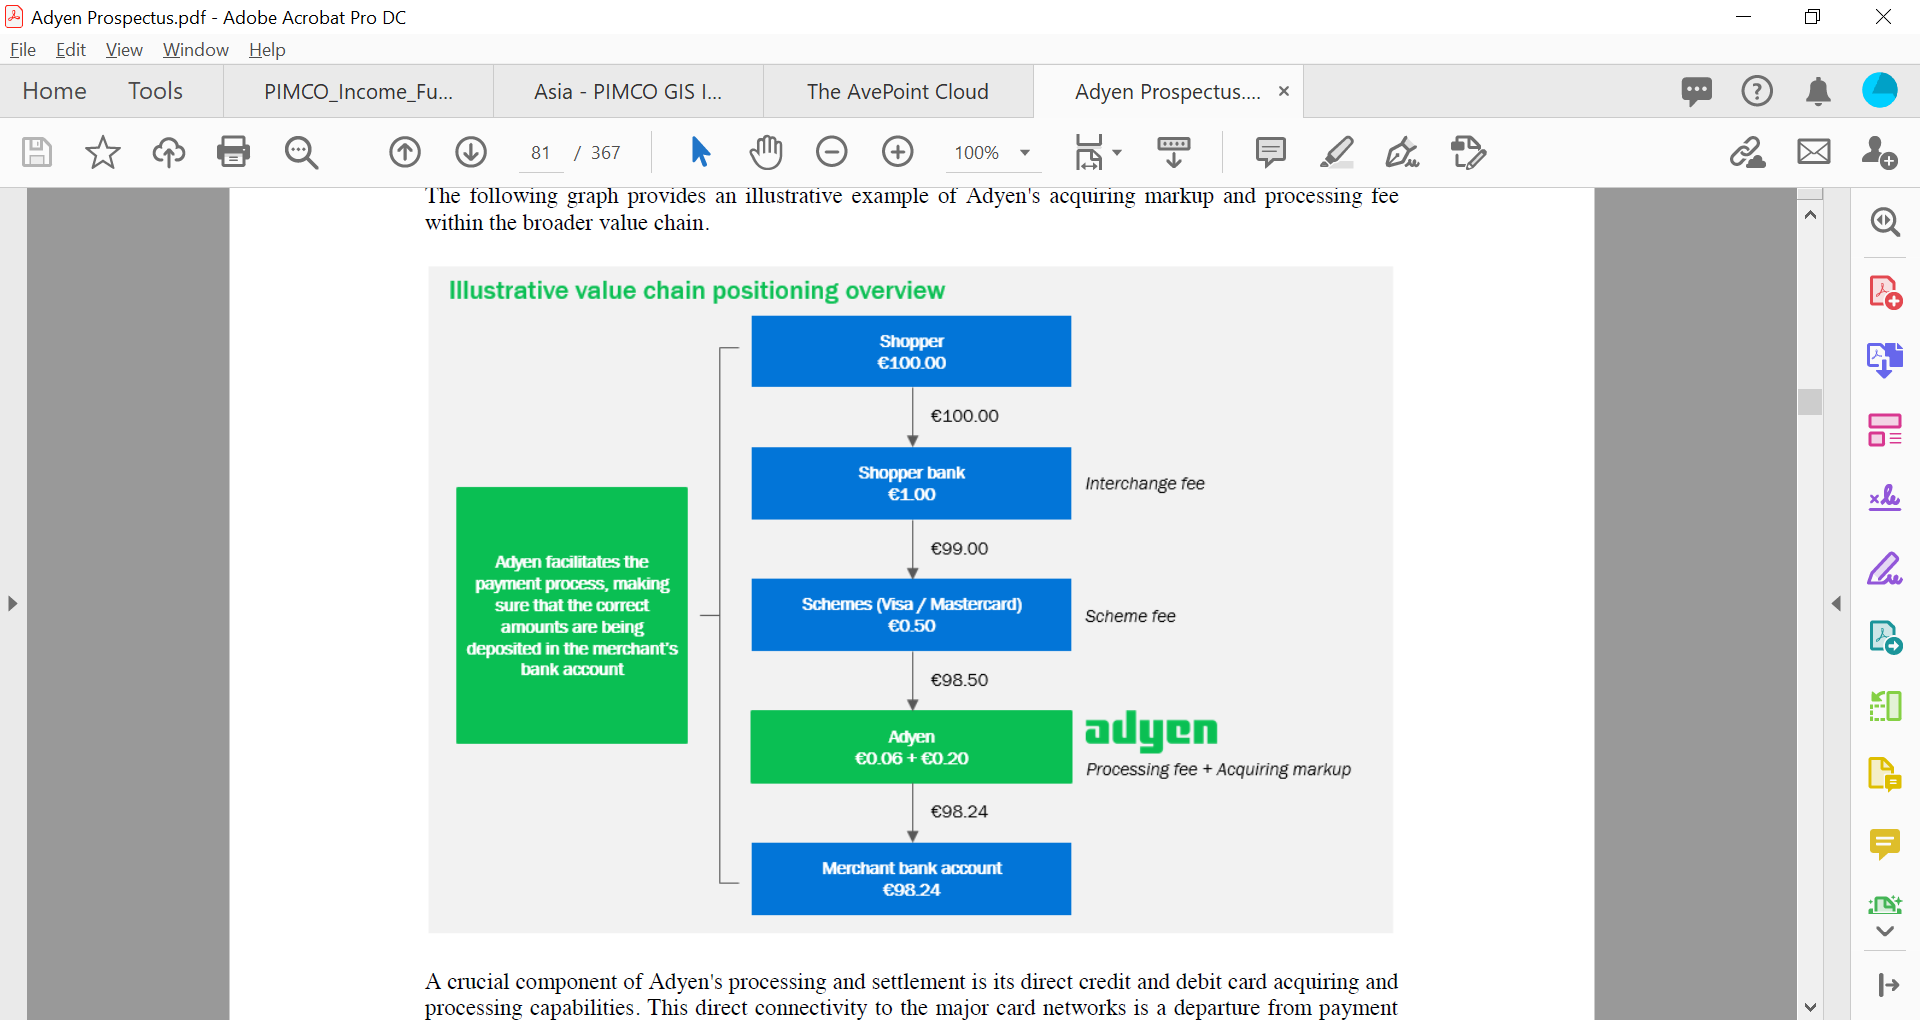 Adyen Prospectus.pdf - Adobe Acrobat Pro DC
File Edit View Window Help
Home Tools PIMCO_Income_Fu... Asia - PIMCO GIS I... The AvePoint Cloud Adyen Prospectus.... ×
81 / 367 100%
The following graph provides an illustrative example of Adyen's acquiring markup and processing fee
within the broader value chain.
Illustrative value chain positioning overview
Shopper
€100.00
€100.00
Shopper bank
€1.00
Interchange fee
€99.00
Schemes (Visa / Mastercard)
€0.50
Scheme fee
€98.50
Adyen
€0.06 + €0.20
adyen
Processing fee + Acquiring markup
€98.24
Merchant bank account
€98.24
Adyen facilitates the
payment process, making
sure that the correct
amounts are being
deposited in the merchant's
bank account
A crucial component of Adyen's processing and settlement is its direct credit and debit card acquiring and
processing capabilities. This direct connectivity to the major card networks is a departure from payment